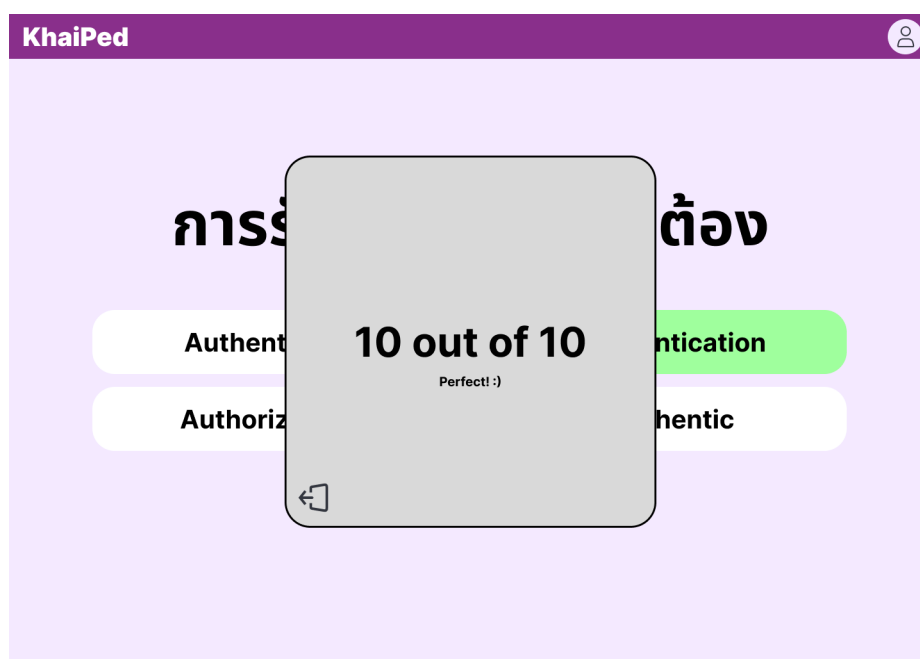 KhaiPed
การรั ต้อง
Authent ntication
10 out of 10
Perfect! :)
Authoriz hentic